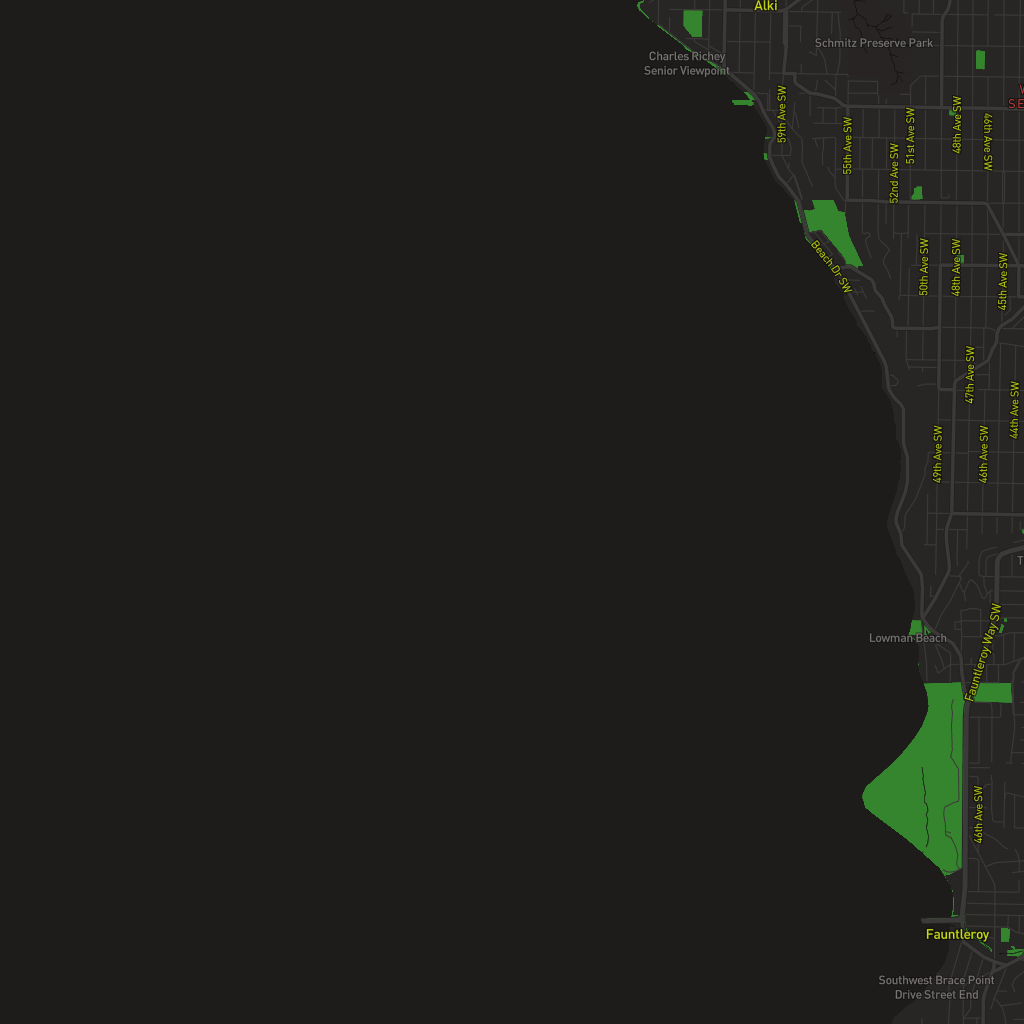 Alki
Schmitz Preserve Park
Charles Richey
Senior Viewpoint
59th Ave SW
55th Ave SW
52nd Ave SW
51st Ave SW
48th Ave SW
46th Ave SW
Beach Dr SW
50th Ave SW
48th Ave SW
45th Ave SW
47th Ave SW
44th Ave SW
49th Ave SW
46th Ave SW
Lowman Beach
Fauntleroy Way SW
46th Ave SW
Fauntleroy
Southwest Brace Point
Drive Street End